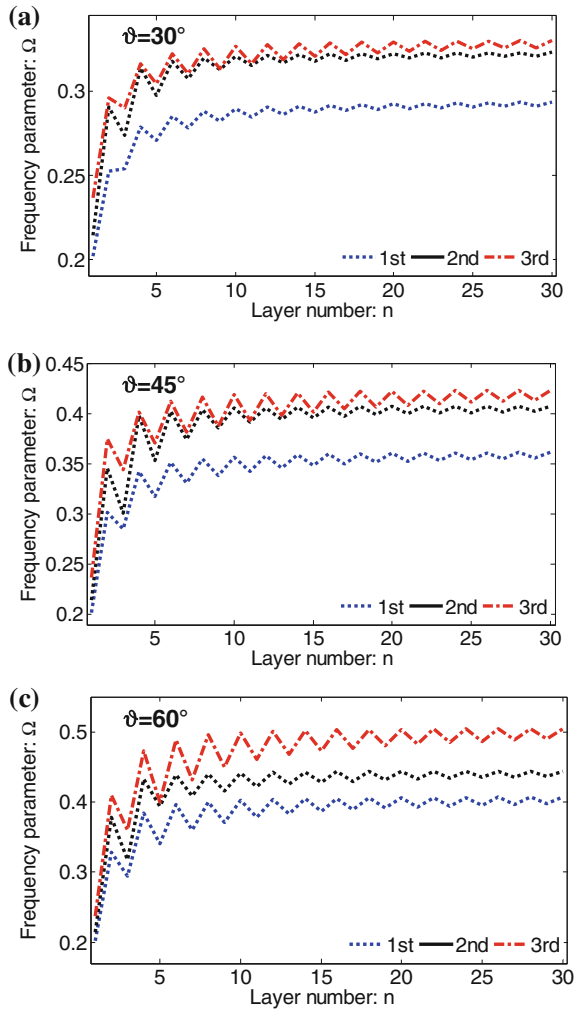 (a)
ϑ=30°
Frequency parameter: Ω
0.3
0.25
0.2
1st 2nd 3rd
5 10 15 20 25 30
Layer number: n
(b)
ϑ=45°
Frequency parameter: Ω
0.45
0.4
0.35
0.3
0.25
0.2
1st 2nd 3rd
5 10 15 20 25 30
Layer number: n
(c)
ϑ=60°
Frequency parameter: Ω
0.5
0.4
0.3
0.2
1st 2nd 3rd
5 10 15 20 25 30
Layer number: n